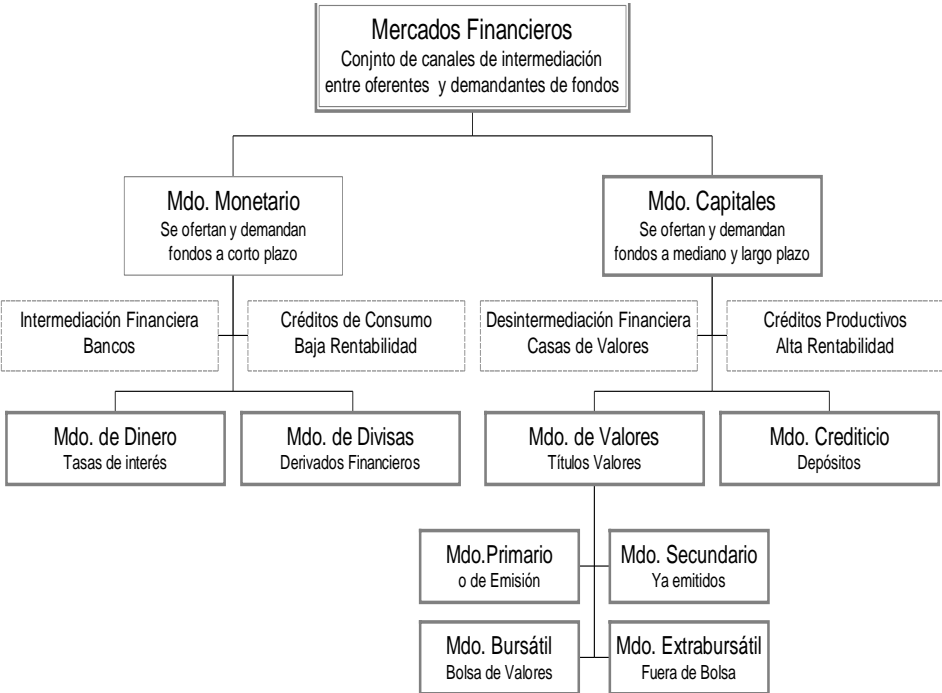 Mercados Financieros
Conjnto de canales de intermediación
entre oferentes y demandantes de fondos
Mdo. Monetario
Se ofertan y demandan
fondos a corto plazo
Mdo. Capitales
Se ofertan y demandan
fondos a mediano y largo plazo
Intermediación Financiera
Bancos
Créditos de Consumo
Baja Rentabilidad
Desintermediación Financiera
Casas de Valores
Créditos Productivos
Alta Rentabilidad
Mdo. de Dinero
Tasas de interés
Mdo. de Divisas
Derivados Financieros
Mdo. de Valores
Títulos Valores
Mdo. Crediticio
Depósitos
Mdo.Primario
o de Emisión
Mdo. Secundario
Ya emitidos
Mdo. Bursátil
Bolsa de Valores
Mdo. Extrabursátil
Fuera de Bolsa